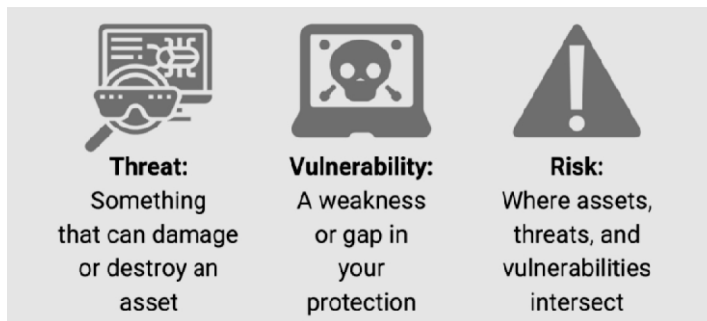 Threat:
Something
that can damage
or destroy an
asset
Vulnerability:
A weakness
or gap in
your
protection
Risk:
Where assets,
threats, and
vulnerabilities
intersect